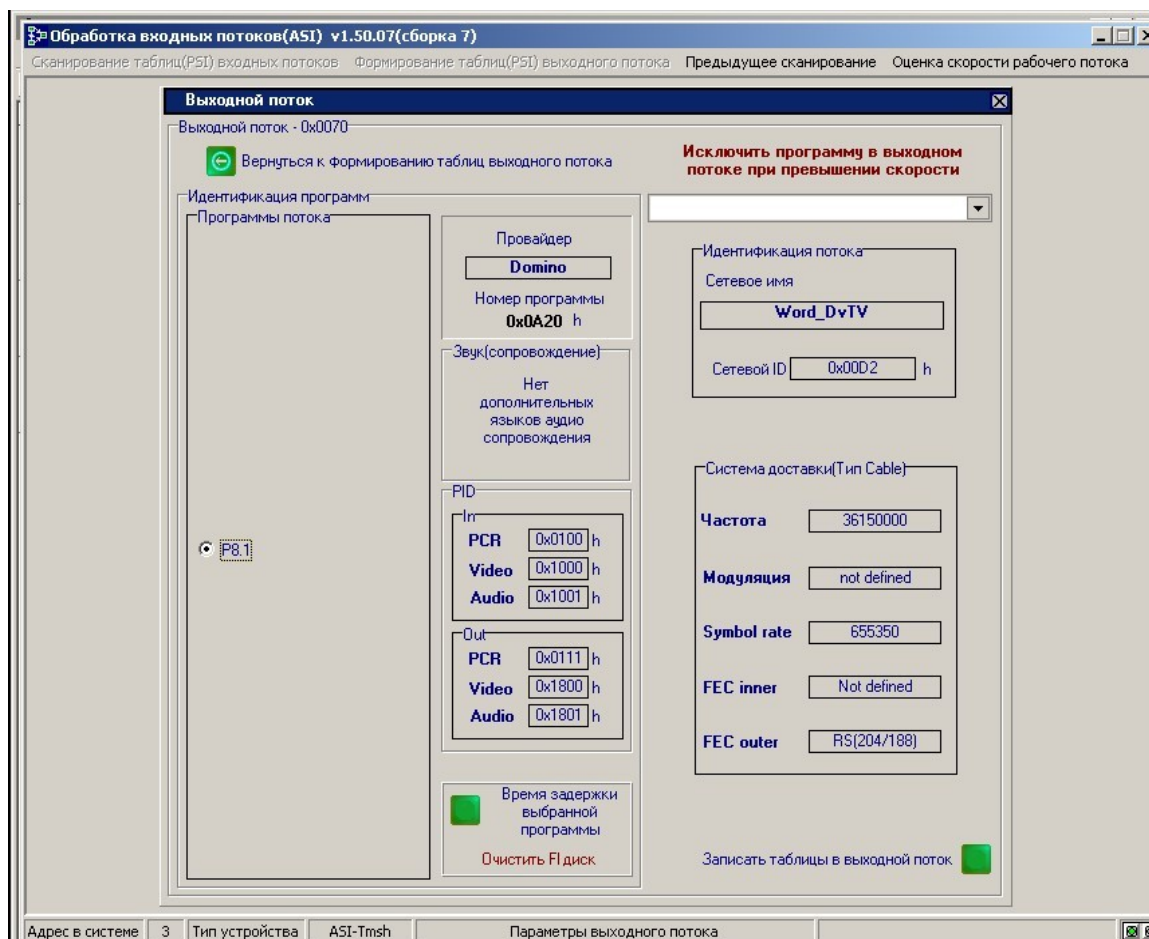 Обработка входных потоков(ASI) v1.50.07(сборка 7)
Сканирование таблиц(PSI) входных потоков Формирование таблиц(PSI) выходного потока Предыдущее сканирование Оценка скорости рабочего потока
Выходной поток
Выходной поток - 0x0070
Вернуться к формированию таблиц выходного потока
Исключить программу в выходном
потоке при превышении скорости
Идентификация программ
Программы потока
P8.1
Провайдер
Domino
Номер программы
0x0A20 h
Звук(сопровождение)
Нет
дополнительных
языков аудио
сопровождения
PID
In
PCR 0x0100 h
Video 0x1000 h
Audio 0x1001 h
Out
PCR 0x0111 h
Video 0x1800 h
Audio 0x1801 h
Время задержки
выбранной
программы
Очистить FI диск
Идентификация потока
Сетевое имя
Word_DvTV
Сетевой ID 0x00D2 h
Система доставки(Тип Cable)
Частота 36150000
Модуляция not defined
Symbol rate 655350
FEC inner Not defined
FEC outer RS(204/188)
Записать таблицы в выходной поток
Адрес в системе 3 Тип устройства ASI-Tmsh Параметры выходного потока